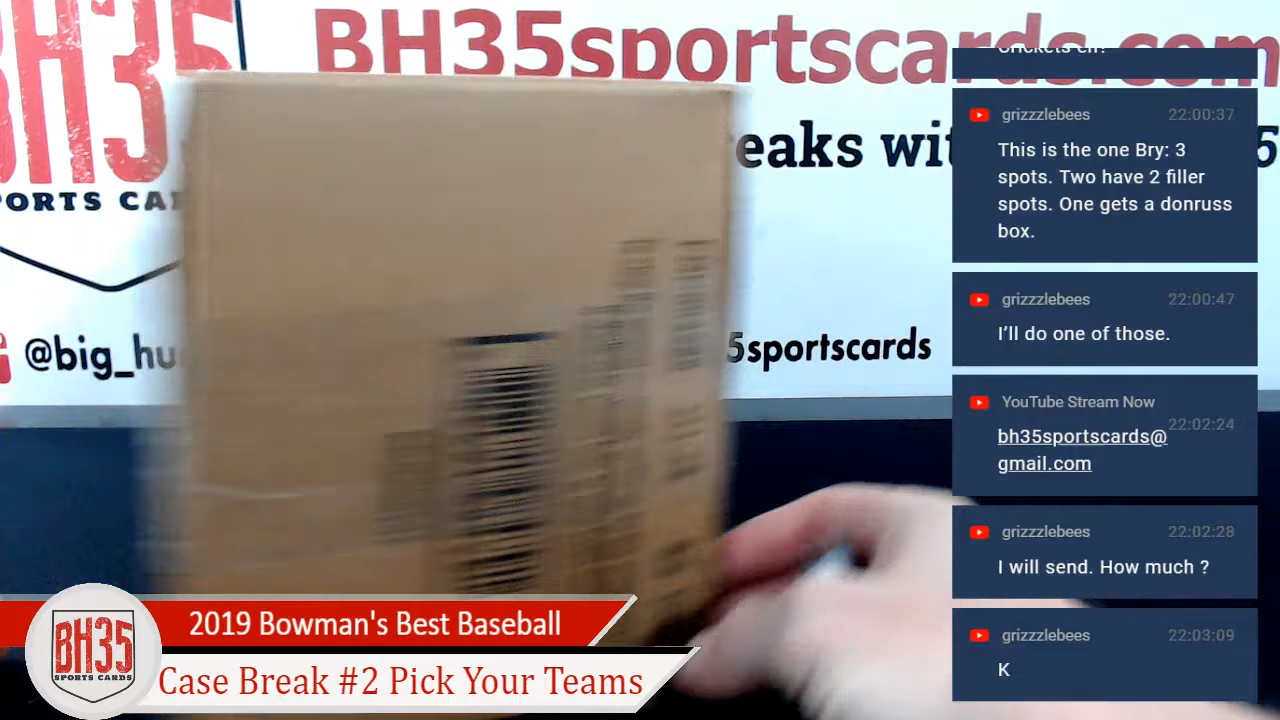 BH35
SPORTS CA
BH35sportscards.com
eaks wit
5
@big_hu
5sportscards
grizzzlebees 22:00:37
This is the one Bry: 3
spots. Two have 2 filler
spots. One gets a donruss
box.
grizzzlebees 22:00:47
I'll do one of those.
YouTube Stream Now
22:02:24
bh35sportscards@
gmail.com
grizzzlebees 22:02:28
I will send. How much ?
grizzzlebees 22:03:09
K
2019 Bowman's Best Baseball
BH35
SPORTS CARDS
Case Break #2 Pick Your Teams